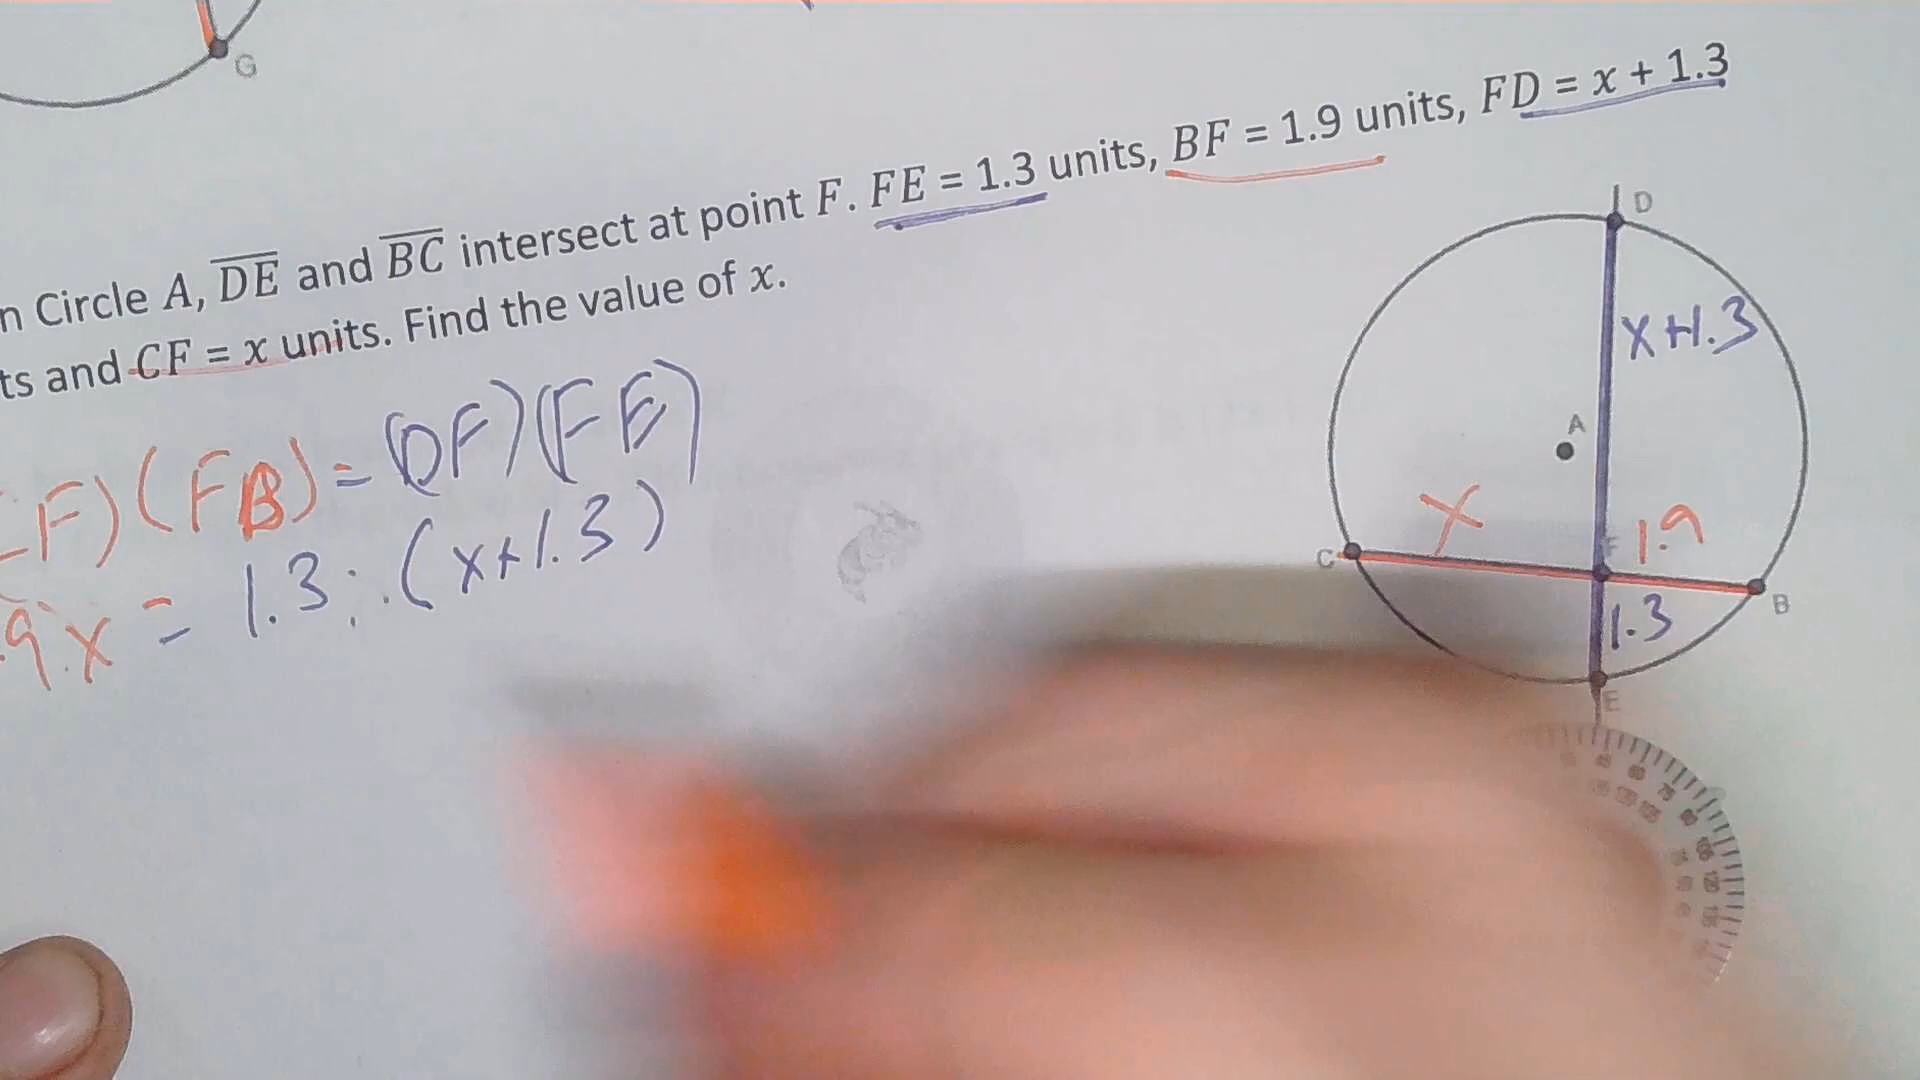 G
n Circle A, DE and BC intersect at point F. FE = 1.3 units, BF = 1.9 units, FD = x + 1.3
ts and CF = x units. Find the value of x.
F)(FB) = (DF)(FE)
.9.x = 1.3 . (x+1.3)
D
x+1.3
A
x
1.9
C
F
B
1.3
E